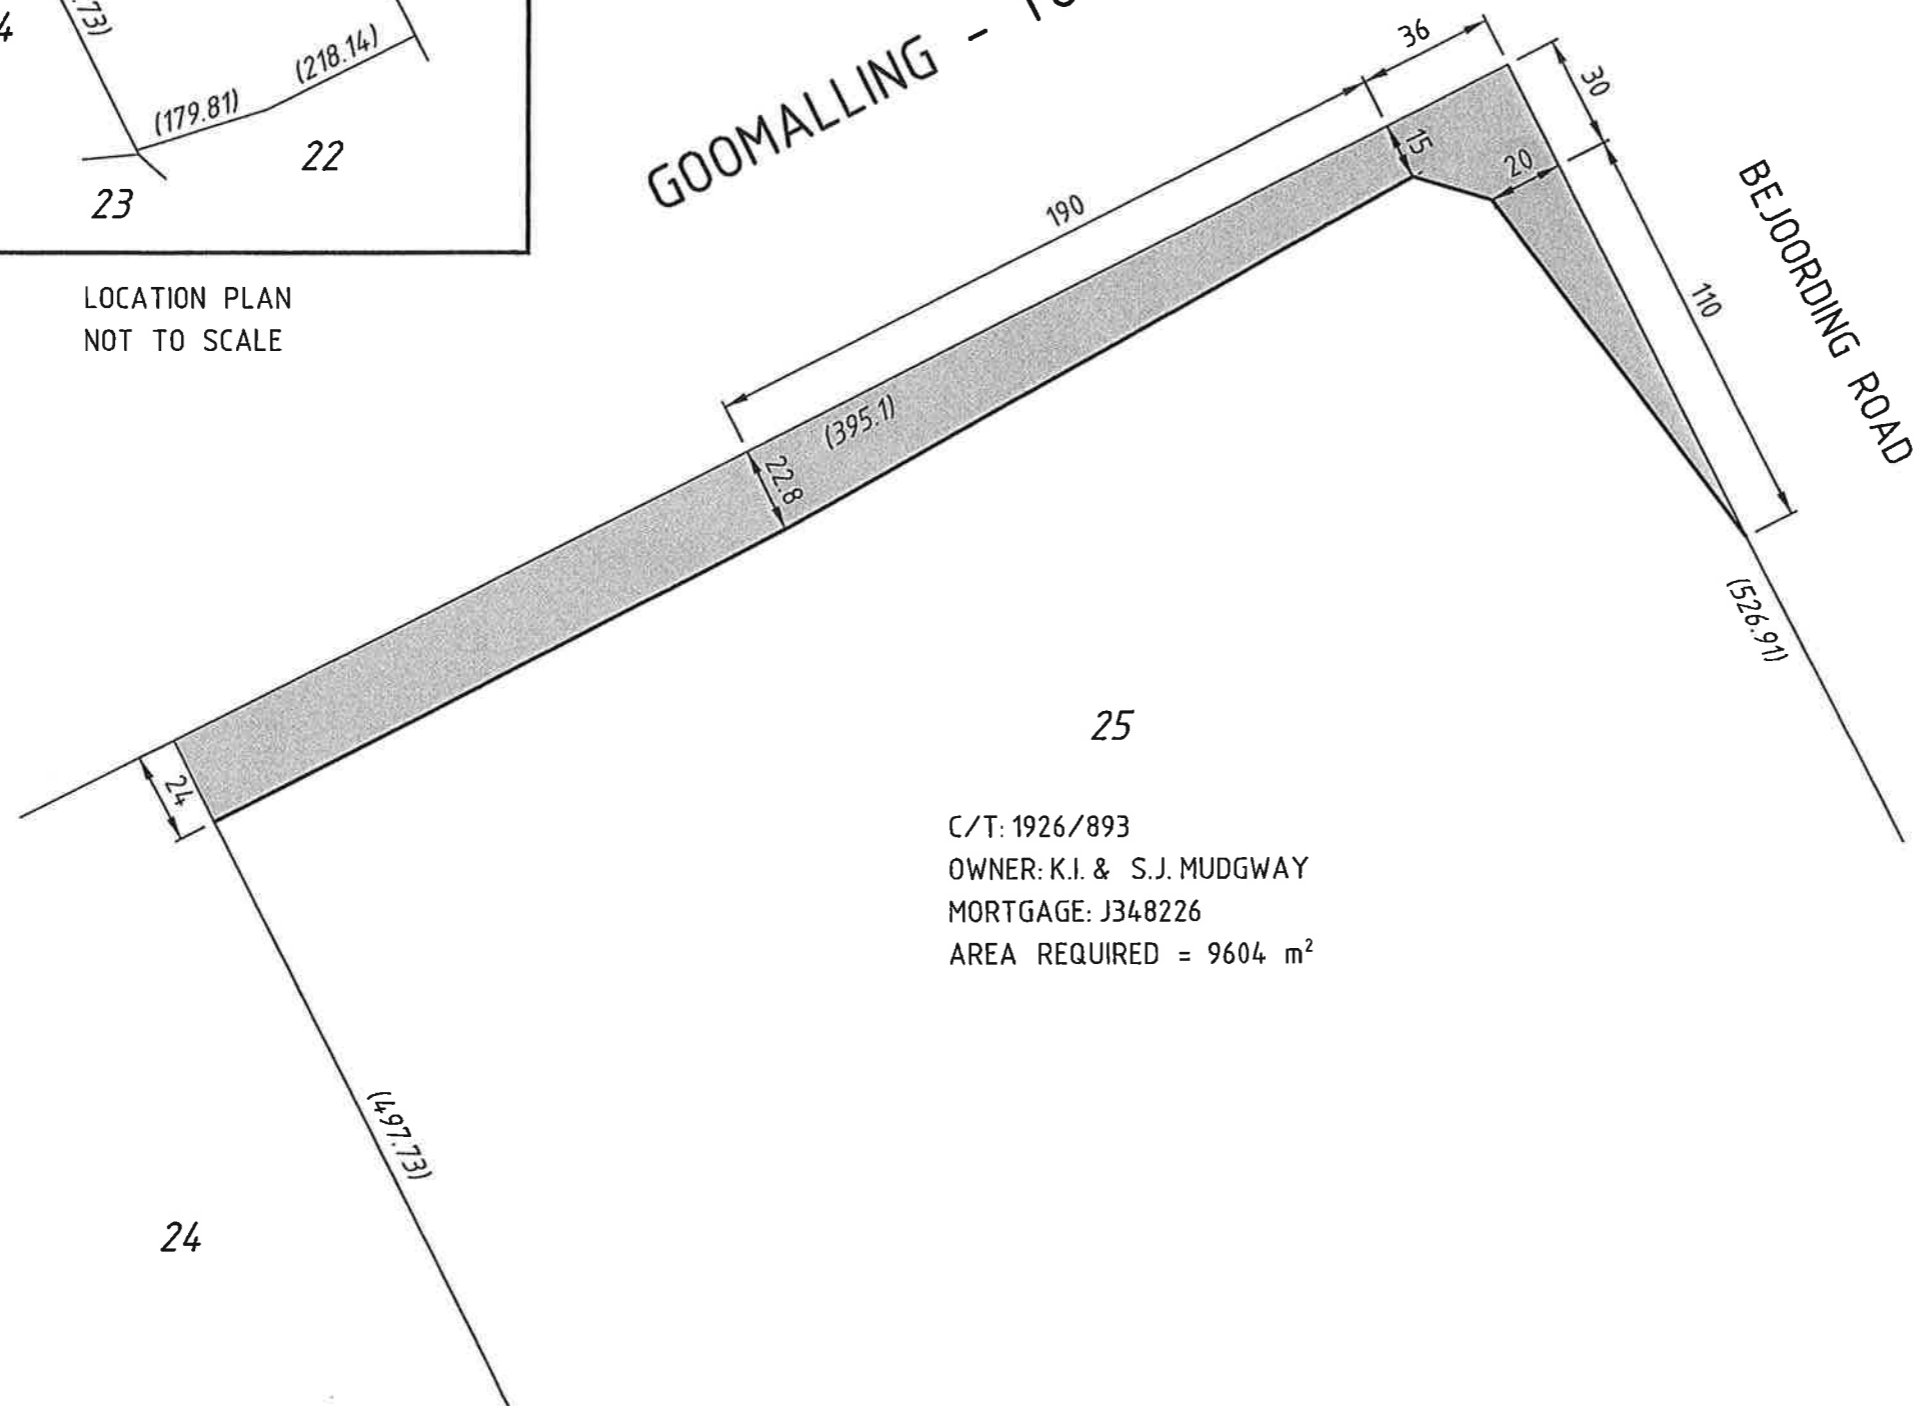 4
(179.81)
(218.14)
22
23
LOCATION PLAN
NOT TO SCALE
GOOMALLING -
36
30
15
20
190
110
BEJOORDING ROAD
(395.1)
22.8
24
(526.91)
25
C/T: 1926/893
OWNER: K.I. & S.J. MUDGWAY
MORTGAGE: J348226
AREA REQUIRED = 9604 m²
(497.73)
24